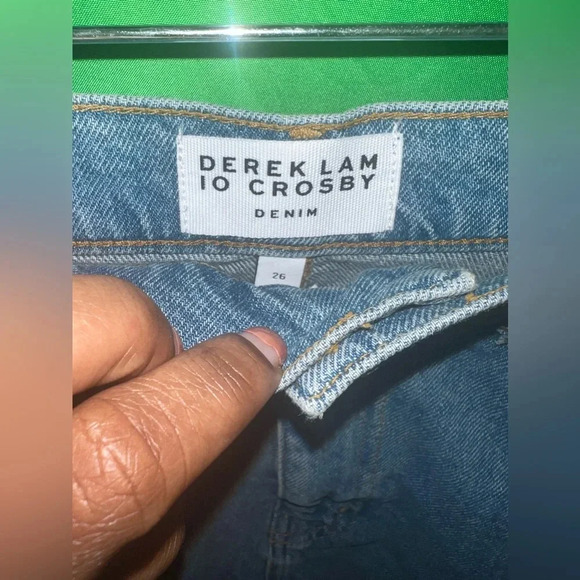 DEREK LAM
10 CROSBY
DENIM
26